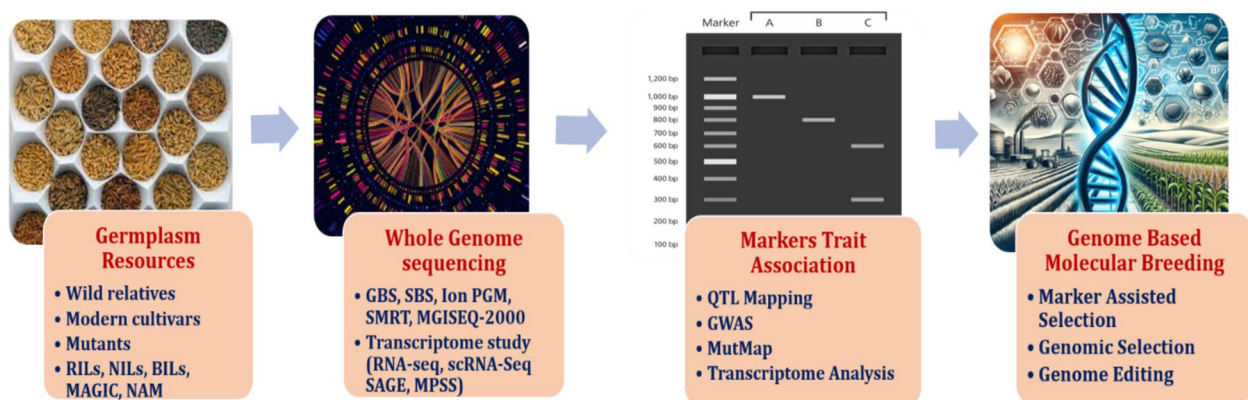 Germplasm
Resources
• Wild relatives
• Modern cultivars
• Mutants
• RILs, NILs, BILs,
MAGIC, NAM
Whole Genome
sequencing
• GBS, SBS, Ion PGM,
SMRT, MGISEQ-2000
• Transcriptome study
(RNA-seq, scRNA-Seq
SAGE, MPSS)
Marker A B C
1,200 bp
1,000 bp
900 bp
800 bp
700 bp
600 bp
500 bp
400 bp
300 bp
200 bp
100 bp
Markers Trait
Association
• QTL Mapping
• GWAS
• MutMap
• Transcriptome Analysis
Genome Based
Molecular Breeding
• Marker Assisted
Selection
• Genomic Selection
• Genome Editing